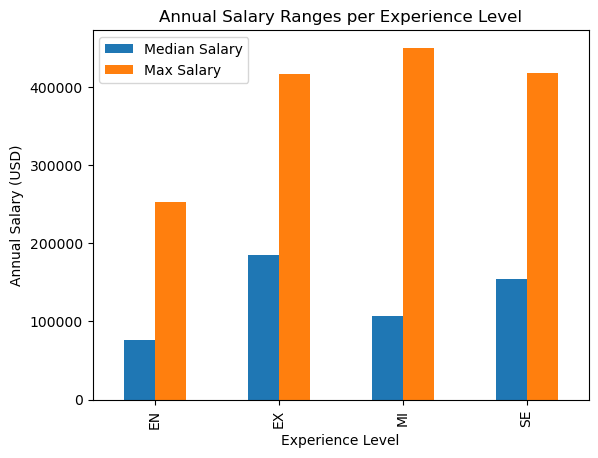 Annual Salary Ranges per Experience Level
Median Salary
Max Salary
Annual Salary (USD)
400000
300000
200000
100000
0
EN
EX
MI
SE
Experience Level